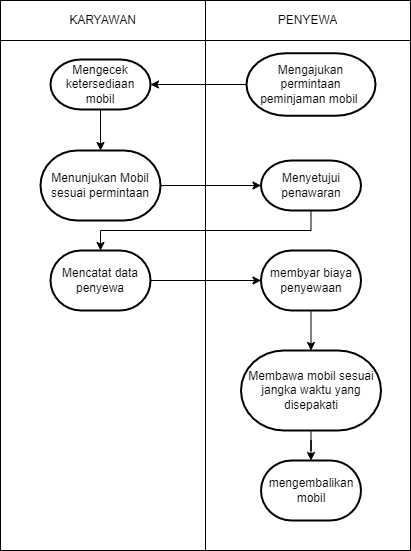 KARYAWAN
PENYEWA
Mengajukan
permintaan
peminjaman mobil
Mengecek
ketersediaan
mobil
Menunjukan Mobil
sesuai permintaan
Menyetujui
penawaran
Mencatat data
penyewa
membyar biaya
penyewaan
Membawa mobil sesuai
jangka waktu yang
disepakati
mengembalikan
mobil